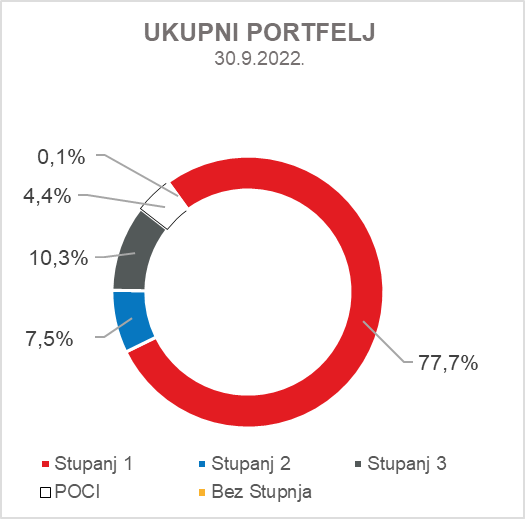 UKUPNI PORTFELJ
30.9.2022.
0,1%
4,4%
10,3%
7,5%
77,7%
Stupanj 1 Stupanj 2 Stupanj 3
POCI Bez Stupnja